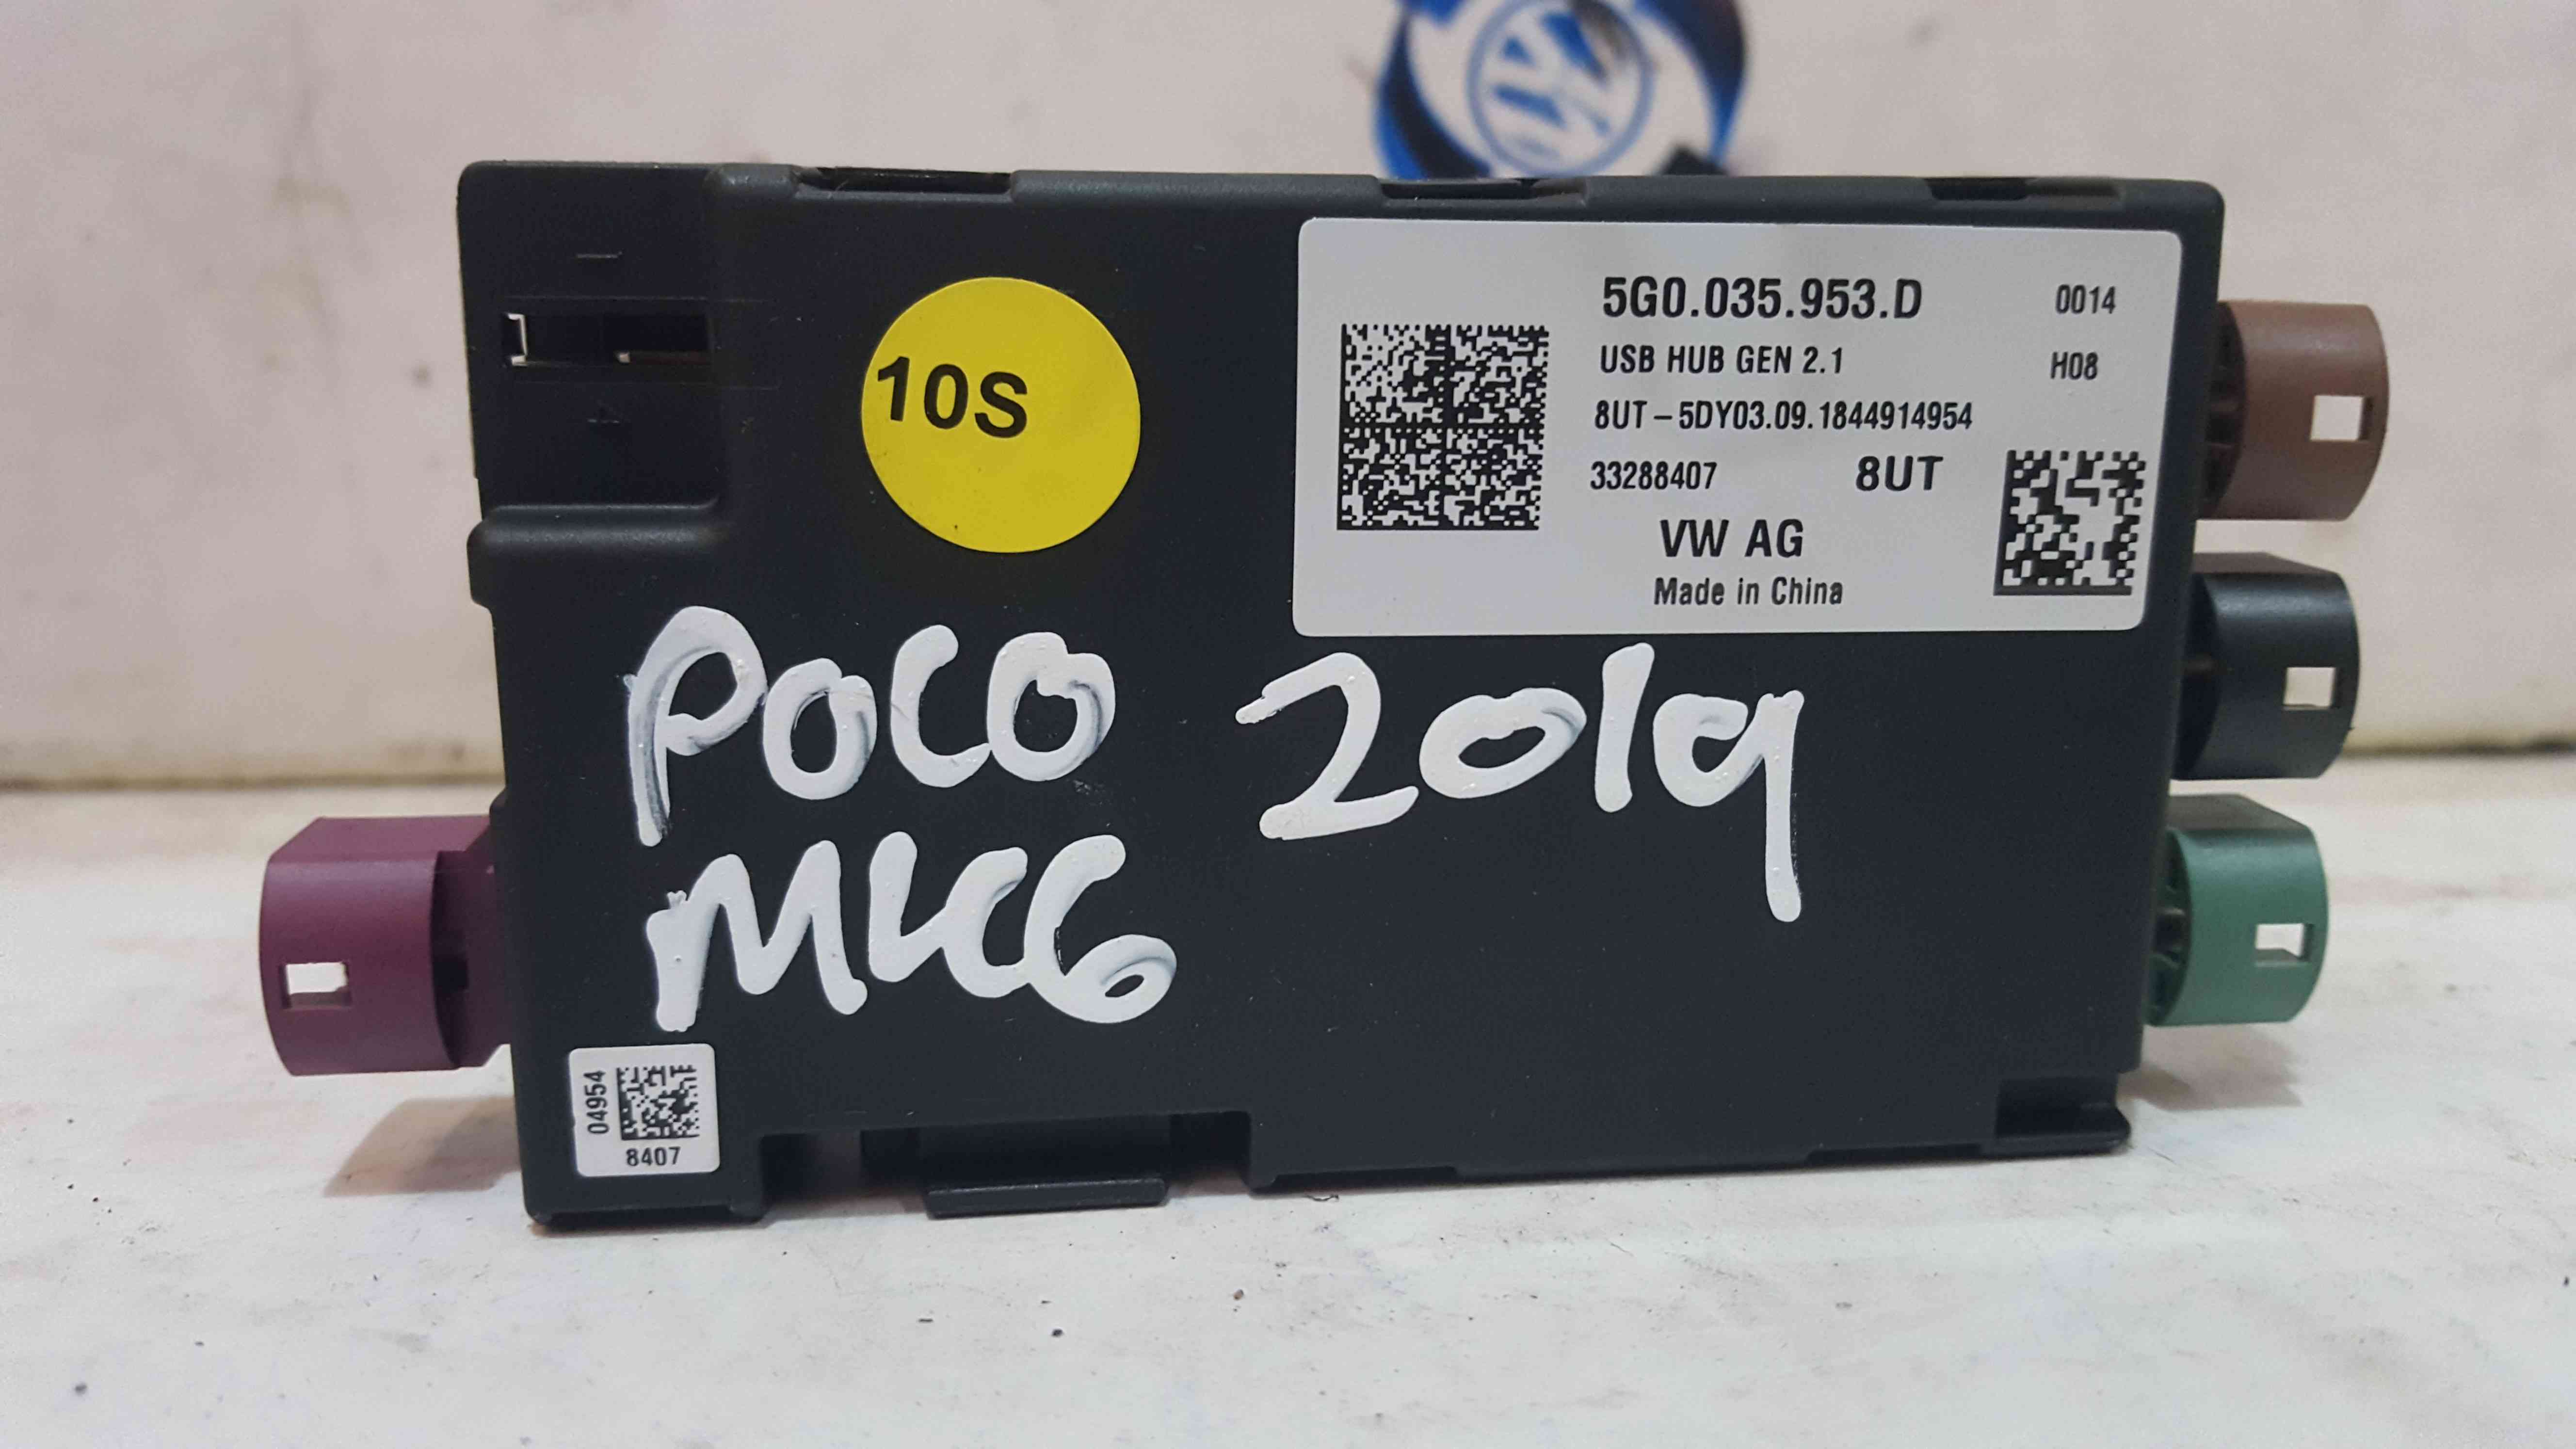 10S
5G0.035.953.D 0014
USB HUB GEN 2.1 H08
8UT-5DY03.09.1844914954
33288407 8UT
VW AG
Made in China
POCO 2019
MK6
04954
8407